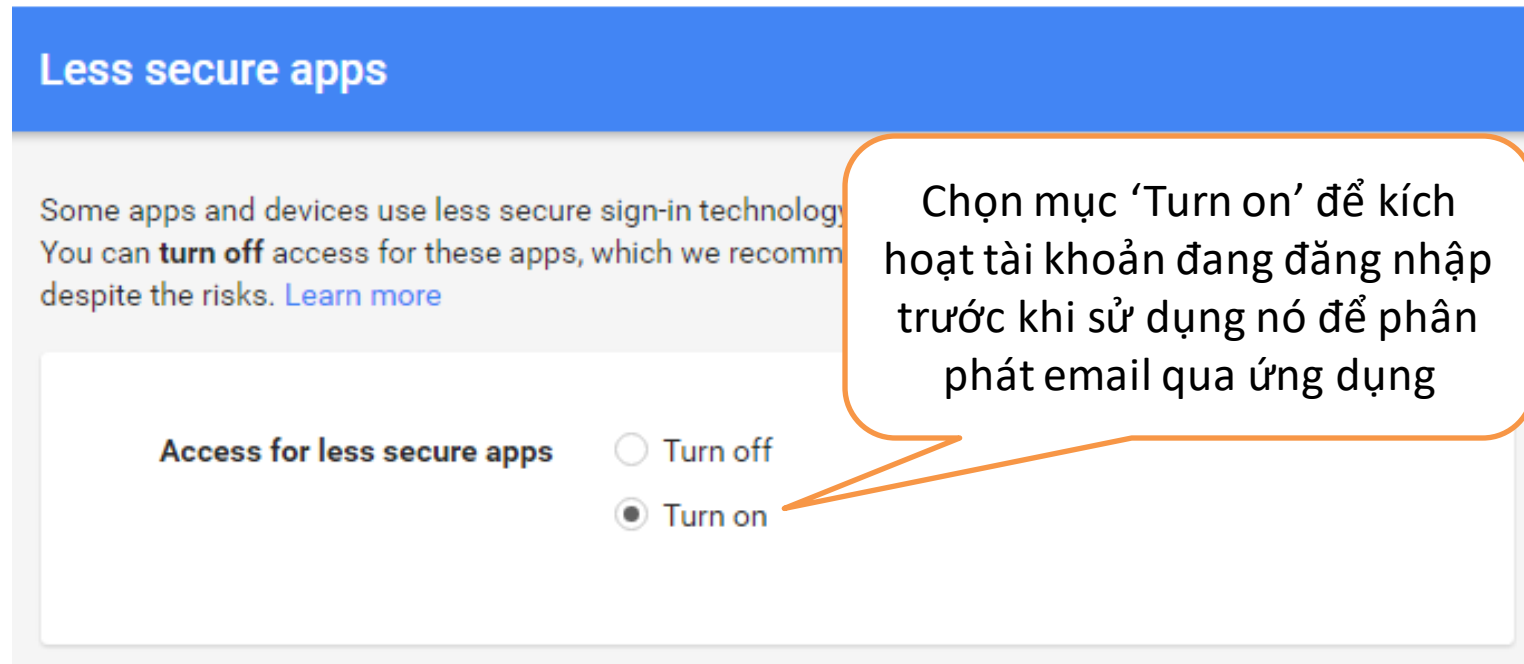 Less secure apps
Some apps and devices use less secure sign-in technology
You can turn off access for these apps, which we recomm
despite the risks. Learn more
Chọn mục ‘Turn on’ để kích
hoạt tài khoản đang đăng nhập
trước khi sử dụng nó để phân
phát email qua ứng dụng
Access for less secure apps
Turn off
Turn on